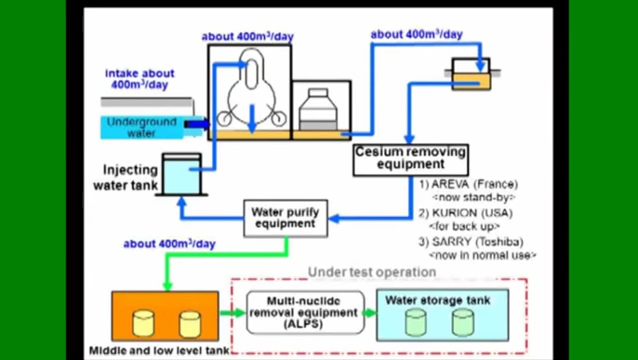 about 400m³/day
about 400m³/day
intake about
400m³/day
Underground
water
Injecting
water tank
Cesium removing
equipment
1) AREVA (France)
<now stand-by>
2) KURION (USA)
<for back up>
3) SARRY (Toshiba)
<now in normal use>
Water purify
equipment
about 400m³/day
Under test operation
Multi-nuclide
removal equipment
(ALPS)
Water storage tank
Middle and low level tank